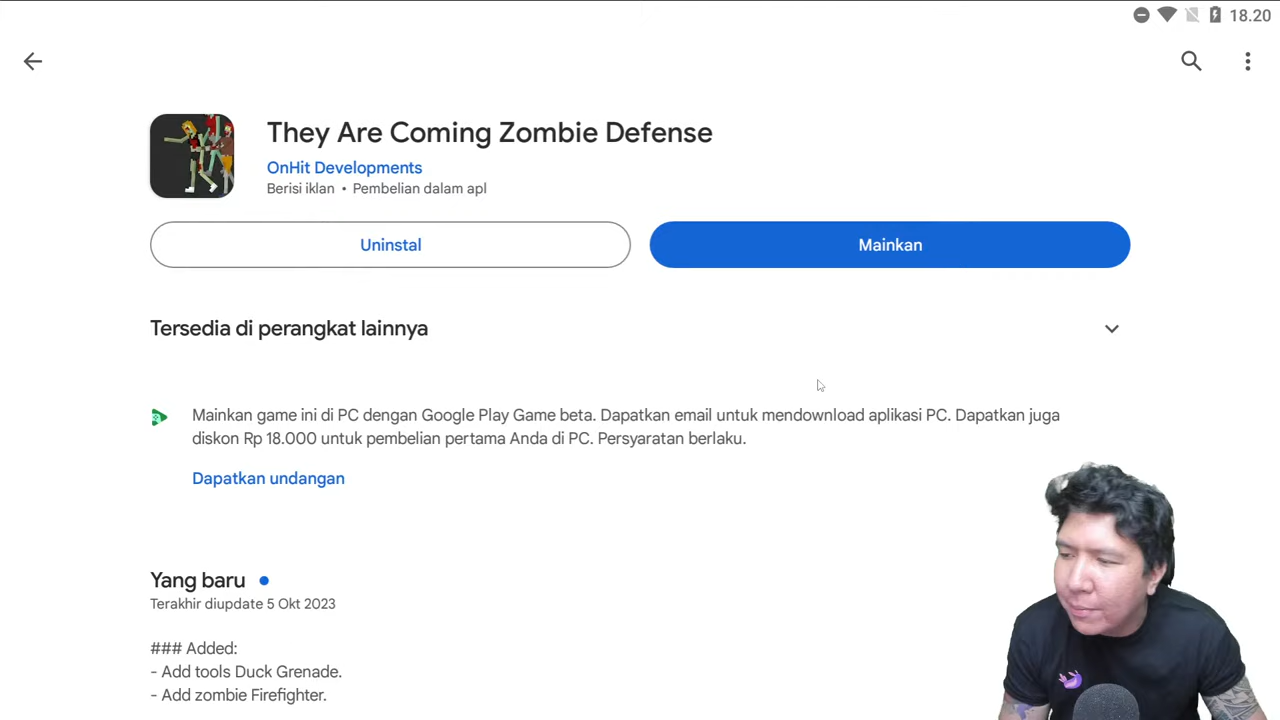 18.20
They Are Coming Zombie Defense
OnHit Developments
Berisi iklan • Pembelian dalam apl
Uninstal
Mainkan
Tersedia di perangkat lainnya
Mainkan game ini di PC dengan Google Play Game beta. Dapatkan email untuk mendownload aplikasi PC. Dapatkan juga
diskon Rp 18.000 untuk pembelian pertama Anda di PC. Persyaratan berlaku.
Dapatkan undangan
Yang baru
Terakhir diupdate 5 Okt 2023
### Added:
- Add tools Duck Grenade.
- Add zombie Firefighter.